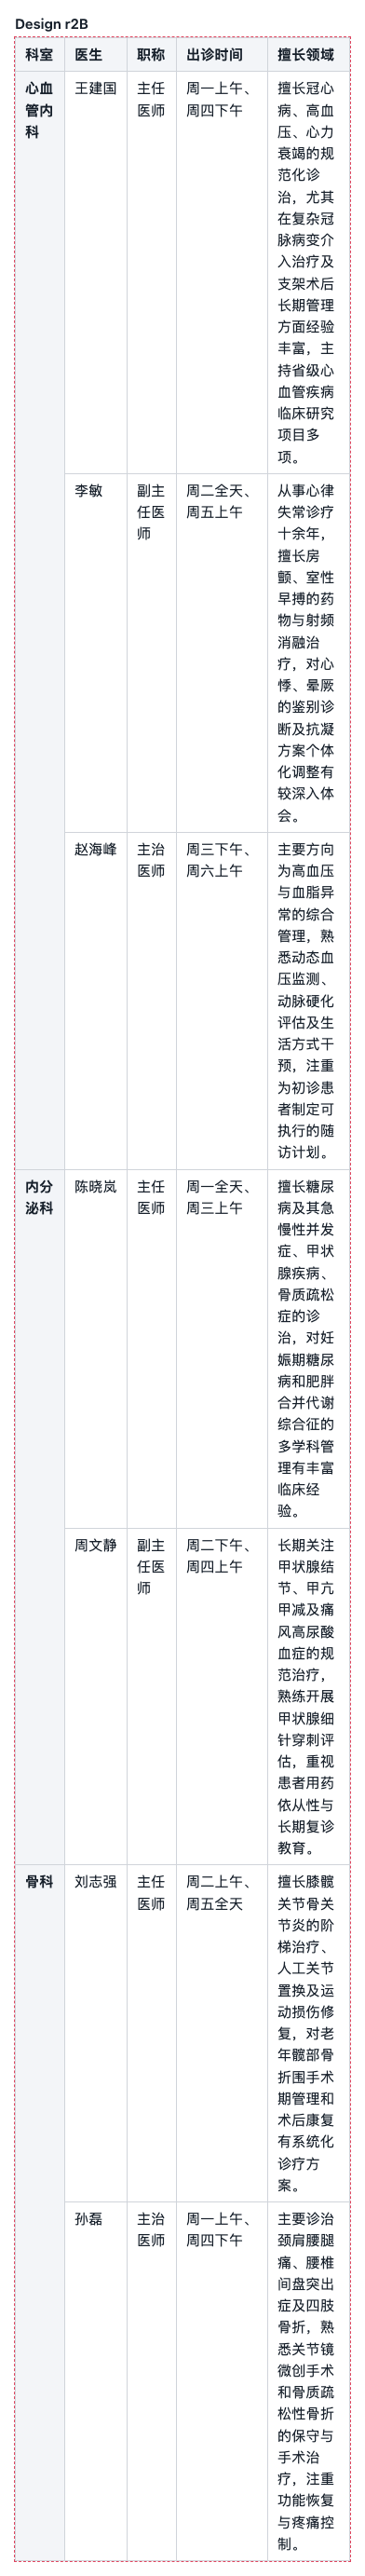 Design r2B
科室 医生 职称 出诊时间 擅长领域
心血
管内
科
王建国
主任
医师
周一上午、
周四下午
擅长冠心
病、高血
压、心力
衰竭的规
范化诊
治，尤其
在复杂冠
脉病变介
入治疗及
支架术后
长期管理
方面经验
丰富，主
持省级心
血管疾病
临床研究
项目多
项。
李敏
副主
任医
师
周二全天、
周五上午
从事心律
失常诊疗
十余年，
擅长房
颤、室性
早搏的药
物与射频
消融治
疗，对心
悸、晕厥
的鉴别诊
断及抗凝
方案个体
化调整有
较深入体
会。
赵海峰
主治
医师
周三下午、
周六上午
主要方向
为高血压
与血脂异
常的综合
管理，熟
悉动态血
压监测、
动脉硬化
评估及生
活方式干
预，注重
为初诊患
者制定可
执行的随
访计划。
内分
泌科
陈晓岚
主任
医师
周一全天、
周三上午
擅长糖尿
病及其急
慢性并发
症、甲状
腺疾病、
骨质疏松
症的诊
治，对妊
娠期糖尿
病和肥胖
合并代谢
综合征的
多学科管
理有丰富
临床经
验。
周文静
副主
任医
师
周二下午、
周四上午
长期关注
甲状腺结
节、甲亢
甲减及痛
风高尿酸
血症的规
范治疗，
熟练开展
甲状腺细
针穿刺评
估，重视
患者用药
依从性与
长期复诊
教育。
骨科
刘志强
主任
医师
周二上午、
周五全天
擅长膝髋
关节骨关
节炎的阶
梯治疗、
人工关节
置换及运
动损伤修
复，对老
年髋部骨
折围手术
期管理和
术后康复
有系统化
诊疗方
案。
孙磊
主治
医师
周一上午、
周四下午
主要诊治
颈肩腰腿
痛、腰椎
间盘突出
症及四肢
骨折，熟
悉关节镜
微创手术
和骨质疏
松性骨折
的保守与
手术治
疗，注重
功能恢复
与疼痛控
制。